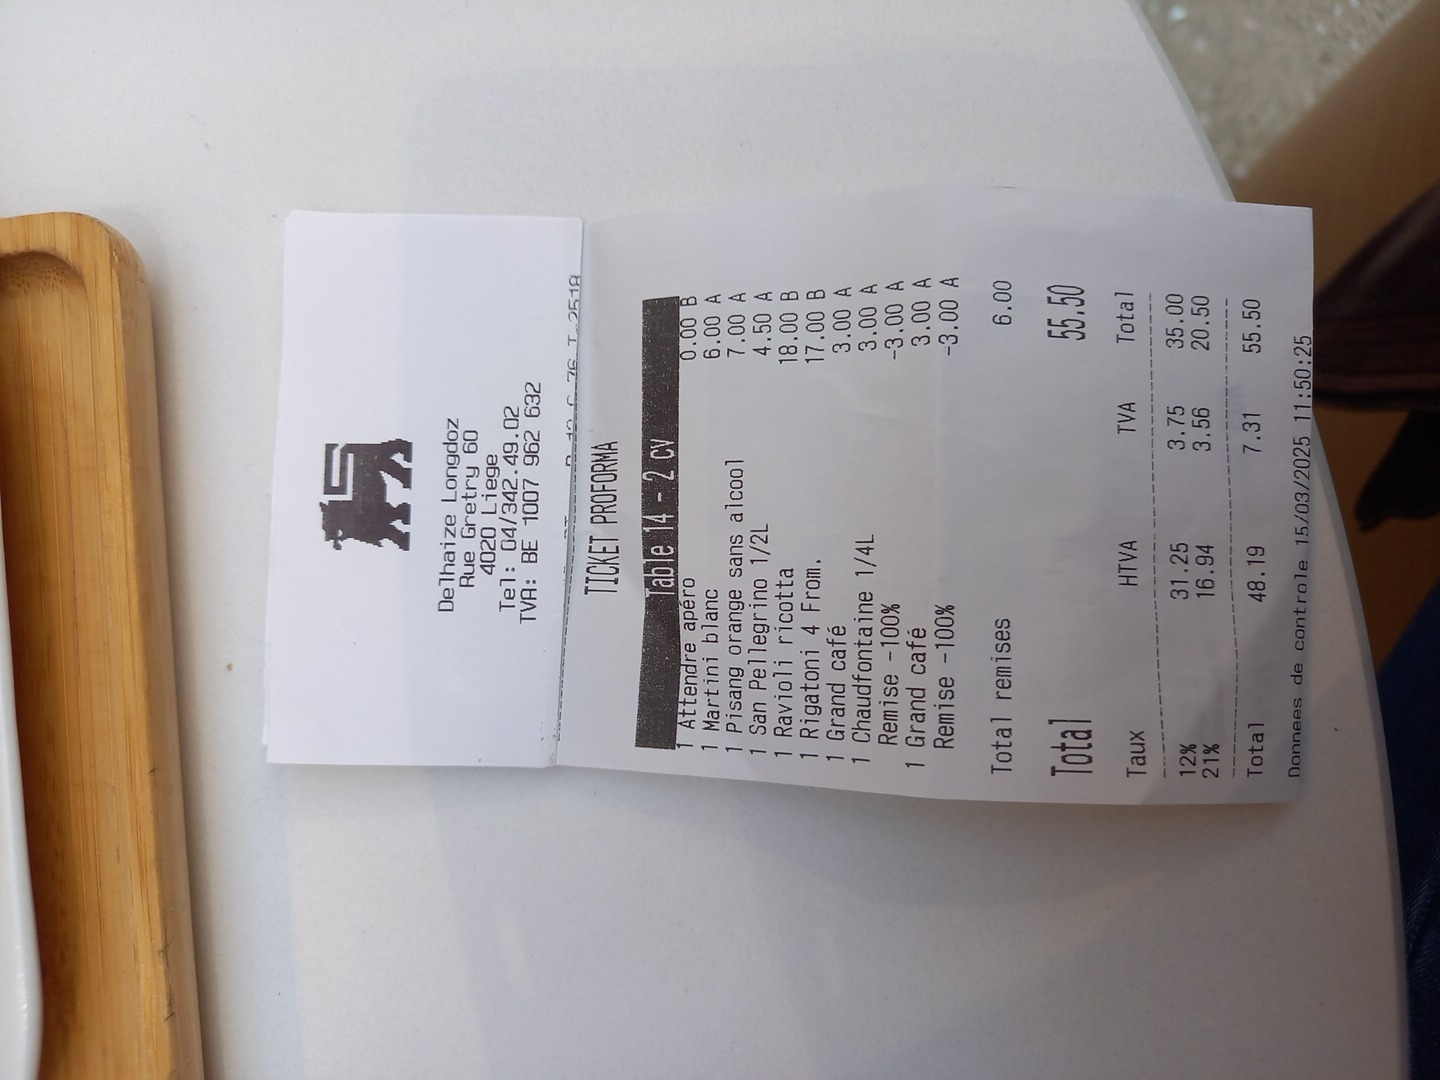 Delhaize Longdoz
Rue Gretry 60
4020 Liege
Tel: 04/342.49.02
TVA: BE 1007 962 632
TICKET PROFORMA
Table 14 - 2 cv
1 Attendre apéro 0.00 B
1 Martini blanc 6.00 A
1 Pisang orange sans alcool 7.00 A
1 San Pellegrino 1/2L 4.50 A
1 Ravioli ricotta 18.00 B
1 Rigatoni 4 From. 17.00 B
1 Grand café 3.00 A
1 Chaudfontaine 1/4L 3.00 A
Remise -100% -3.00 A
1 Grand café 3.00 A
Remise -100% -3.00 A
Total remises 6.00
Total 55.50
Taux HTVA TVA Total
12% 31.25 3.75 35.00
21% 16.94 3.56 20.50
Total 48.19 7.31 55.50
Donnees de controle 15/03/2025 11:50:25